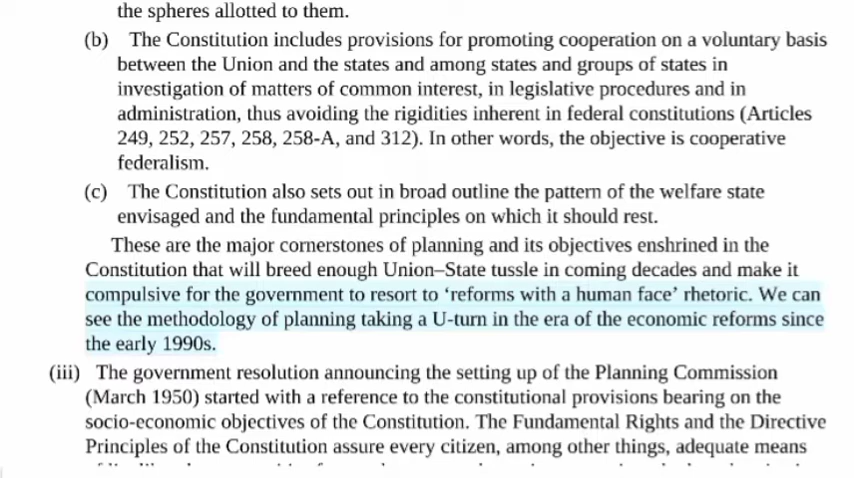 the spheres allotted to them.
(b) The Constitution includes provisions for promoting cooperation on a voluntary basis
between the Union and the states and among states and groups of states in
investigation of matters of common interest, in legislative procedures and in
administration, thus avoiding the rigidities inherent in federal constitutions (Articles
249, 252, 257, 258, 258-A, and 312). In other words, the objective is cooperative
federalism.
(c) The Constitution also sets out in broad outline the pattern of the welfare state
envisaged and the fundamental principles on which it should rest.
These are the major cornerstones of planning and its objectives enshrined in the
Constitution that will breed enough Union–State tussle in coming decades and make it
compulsive for the government to resort to ‘reforms with a human face’ rhetoric. We can
see the methodology of planning taking a U-turn in the era of the economic reforms since
the early 1990s.
(iii) The government resolution announcing the setting up of the Planning Commission
(March 1950) started with a reference to the constitutional provisions bearing on the
socio-economic objectives of the Constitution. The Fundamental Rights and the Directive
Principles of the Constitution assure every citizen, among other things, adequate means